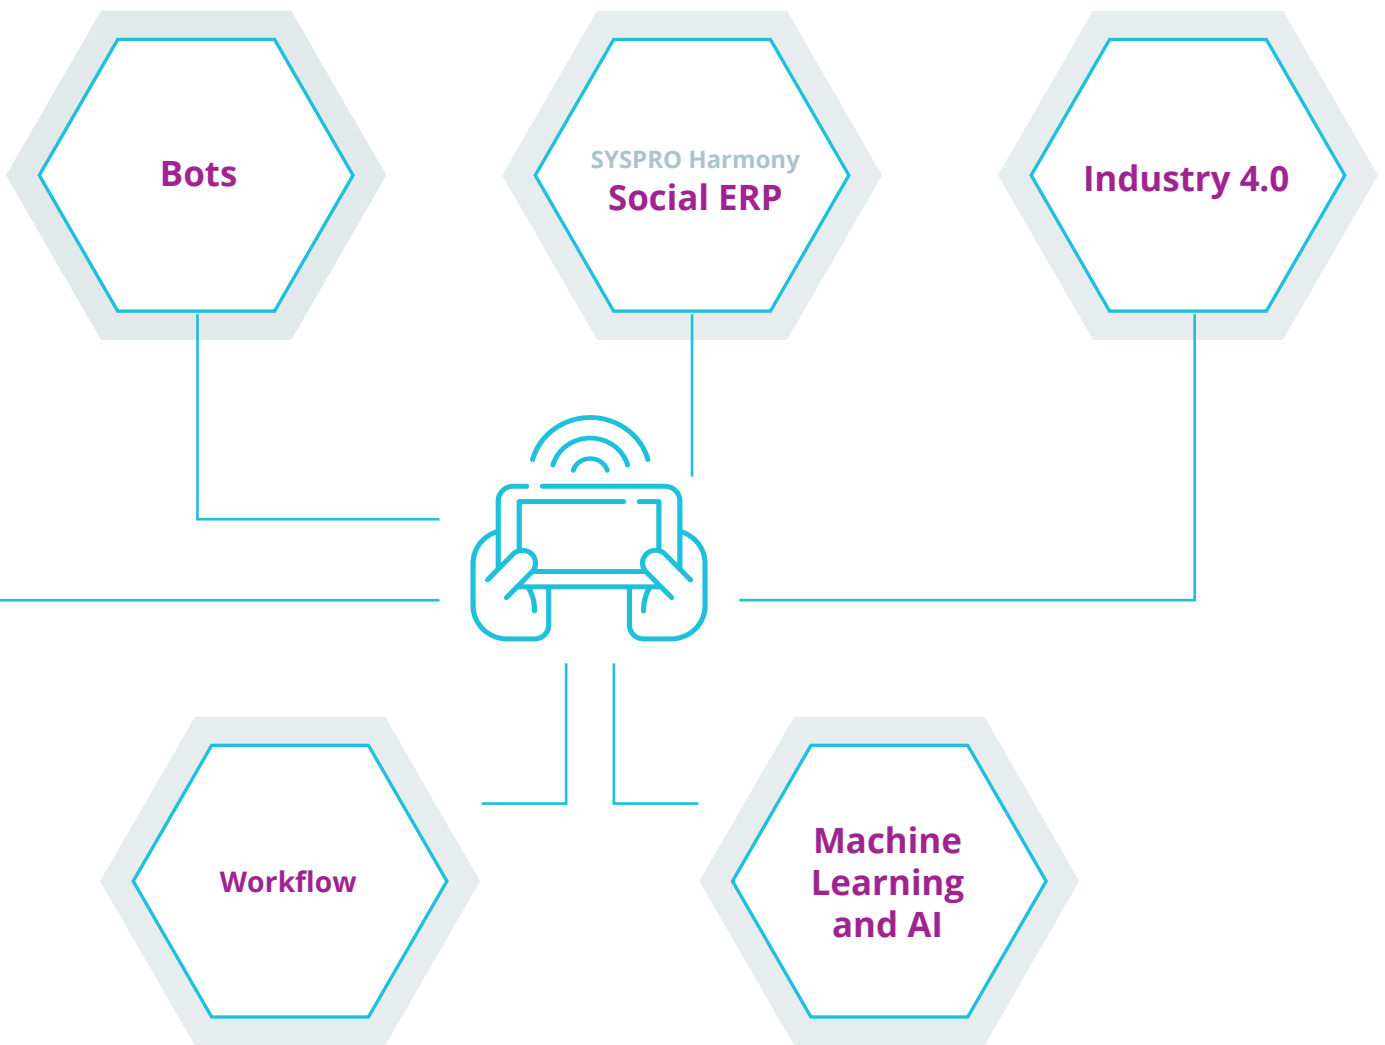 Bots
SYSPRO Harmony
Social ERP
Industry 4.0
Workflow
Machine
Learning
and AI